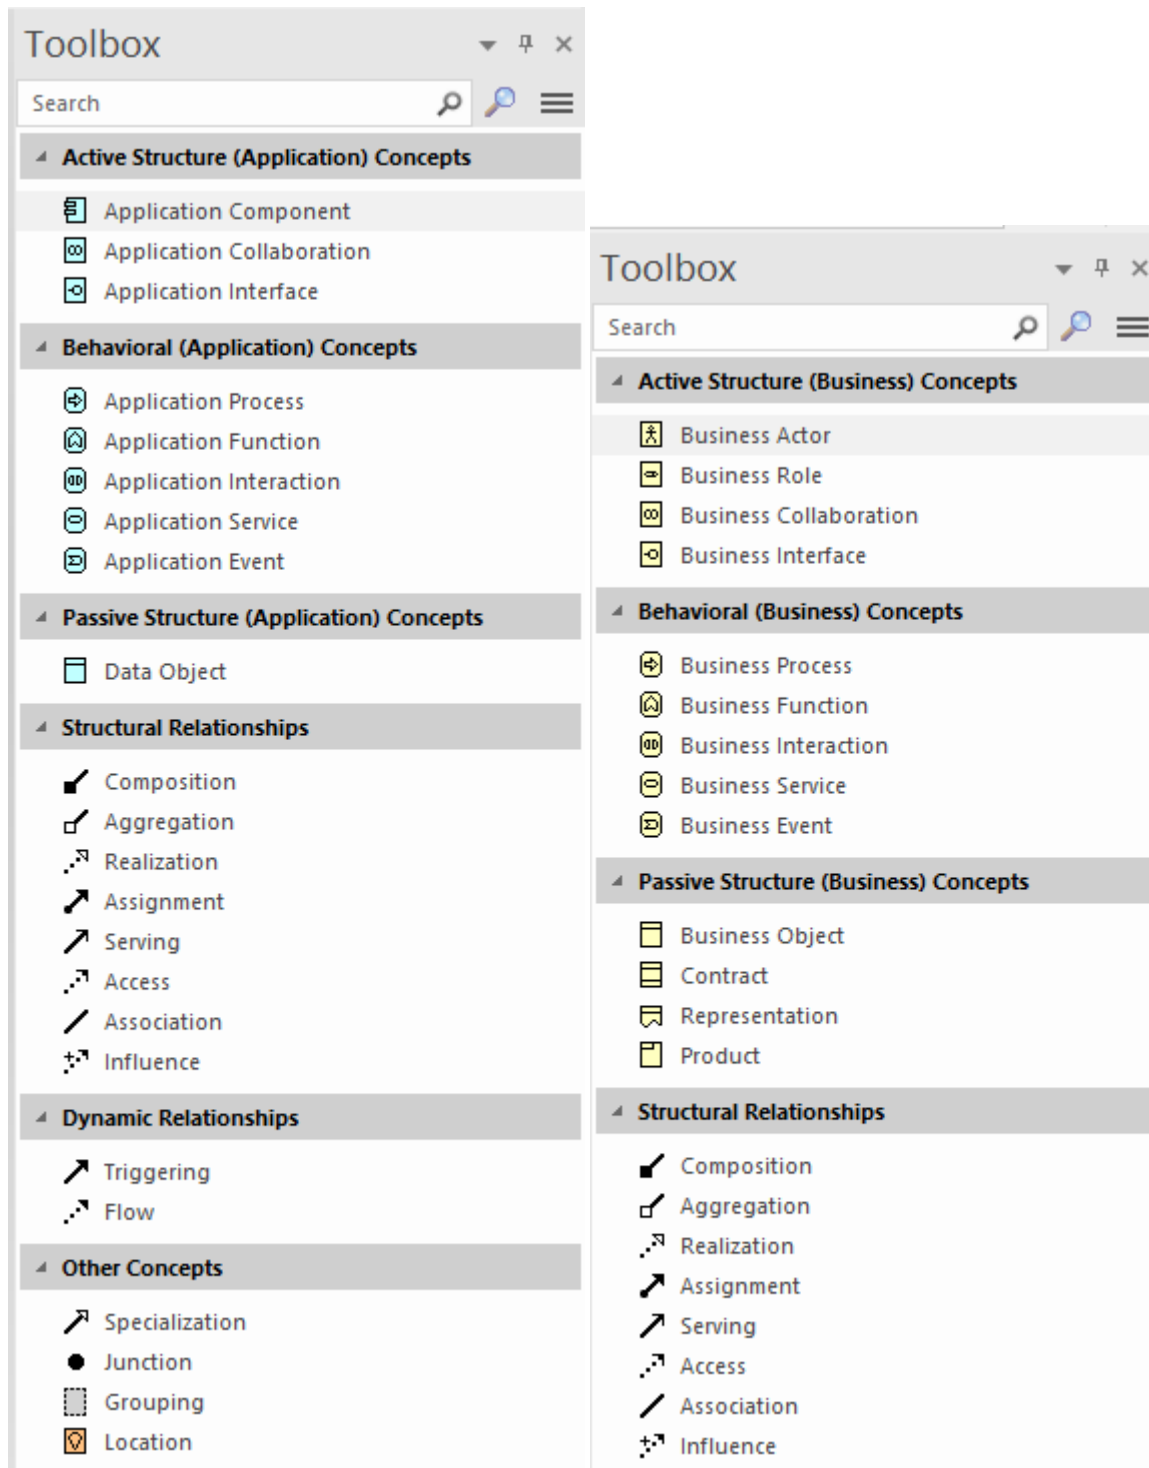 Toolbox
Search
Active Structure (Application) Concepts
Application Component
Application Collaboration
Application Interface
Behavioral (Application) Concepts
Application Process
Application Function
Application Interaction
Application Service
Application Event
Passive Structure (Application) Concepts
Data Object
Structural Relationships
Composition
Aggregation
Realization
Assignment
Serving
Access
Association
Influence
Dynamic Relationships
Triggering
Flow
Other Concepts
Specialization
Junction
Grouping
Location
Toolbox
Search
Active Structure (Business) Concepts
Business Actor
Business Role
Business Collaboration
Business Interface
Behavioral (Business) Concepts
Business Process
Business Function
Business Interaction
Business Service
Business Event
Passive Structure (Business) Concepts
Business Object
Contract
Representation
Product
Structural Relationships
Composition
Aggregation
Realization
Assignment
Serving
Access
Association
Influence